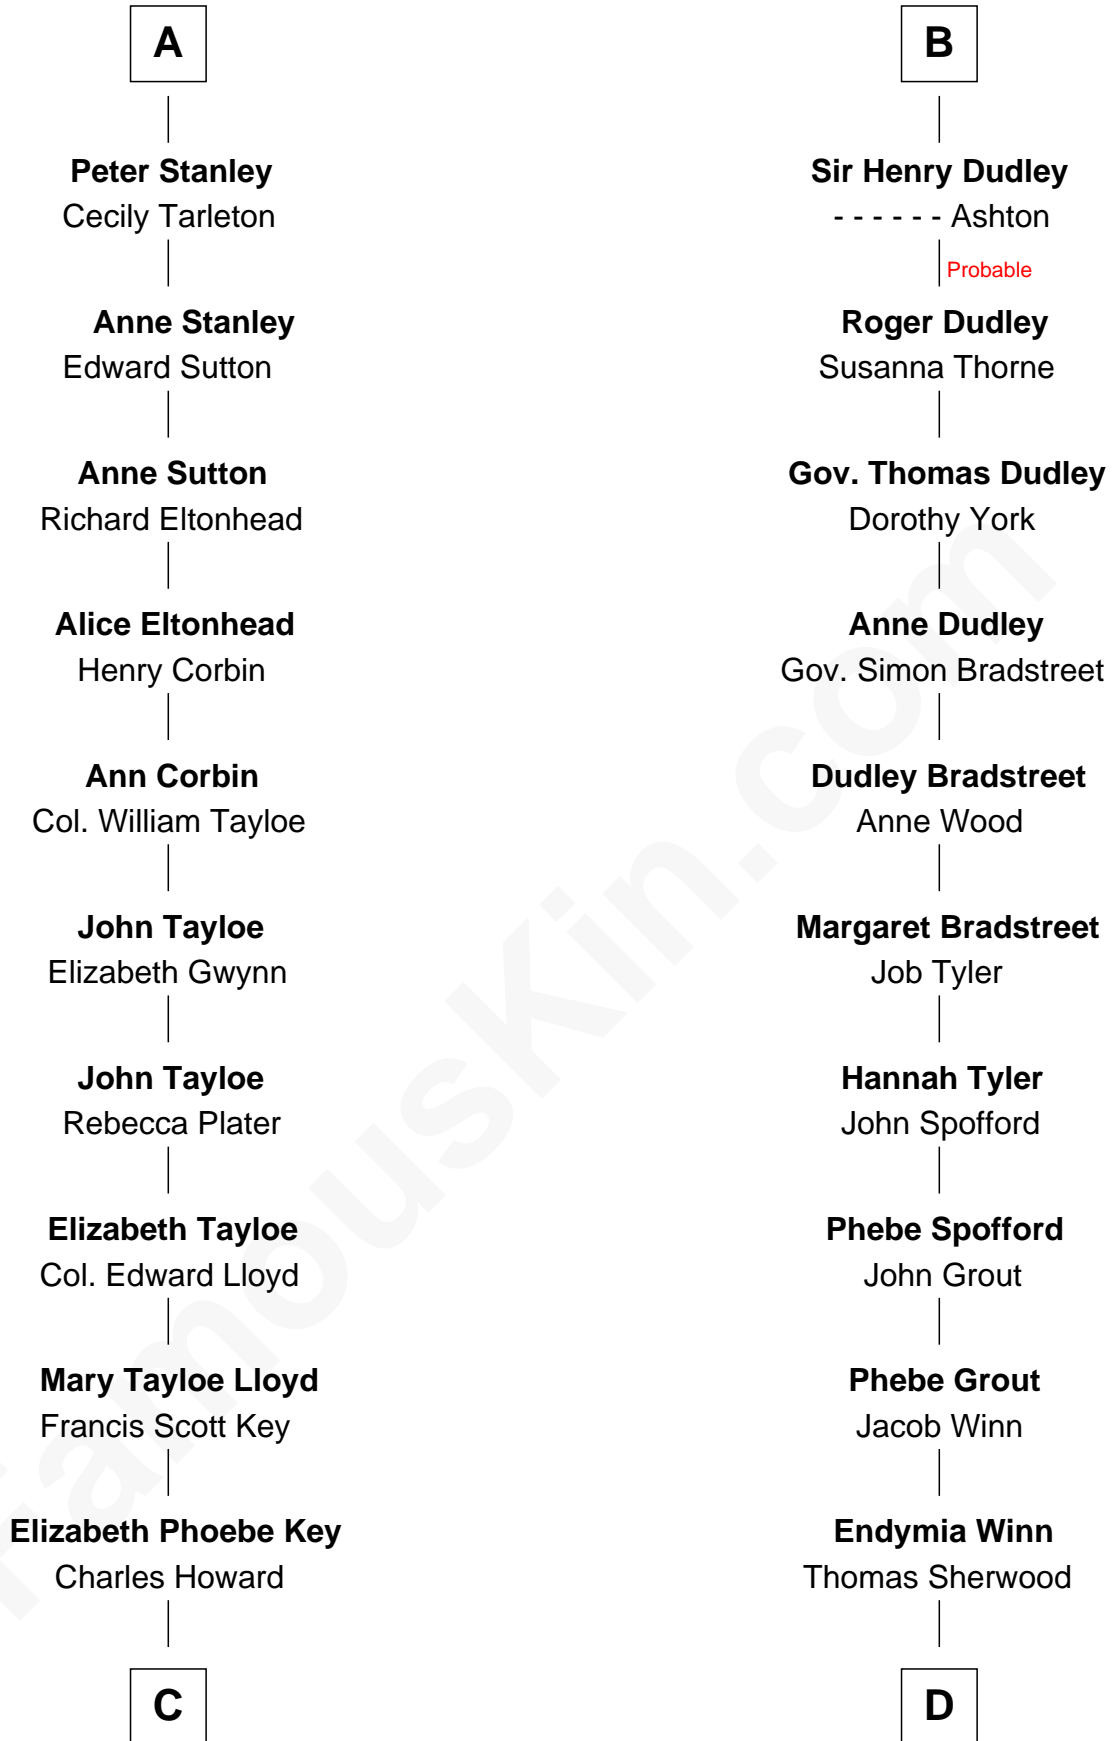 A
Peter Stanley
Cecily Tarleton
Anne Stanley
Edward Sutton
Anne Sutton
Richard Eltonhead
Alice Eltonhead
Henry Corbin
Ann Corbin
Col. William Tayloe
John Tayloe
Elizabeth Gwynn
John Tayloe
Rebecca Plater
Elizabeth Tayloe
Col. Edward Lloyd
Mary Tayloe Lloyd
Francis Scott Key
Elizabeth Phoebe Key
Charles Howard
C
B
Sir Henry Dudley
- - - - - - Ashton
Probable
Roger Dudley
Susanna Thorne
Gov. Thomas Dudley
Dorothy York
Anne Dudley
Gov. Simon Bradstreet
Dudley Bradstreet
Anne Wood
Margaret Bradstreet
Job Tyler
Hannah Tyler
John Spofford
Phebe Spofford
John Grout
Phebe Grout
Jacob Winn
Endymia Winn
Thomas Sherwood
D
FamousKin.com